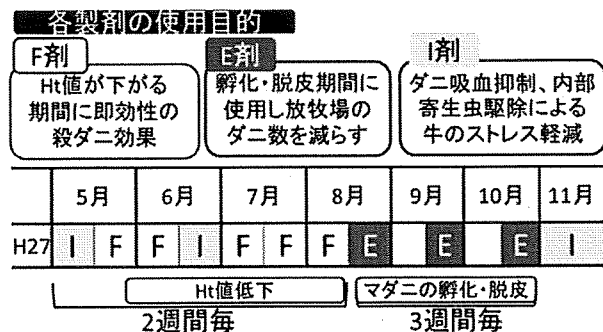 各製剤の使用目的
F剤
Ht値が下がる
期間に即効性の
殺ダニ効果
E剤
孵化・脱皮期間に
使用し放牧場の
ダニ数を減らす
I剤
ダニ吸血抑制、内部
寄生虫駆除による
牛のストレス軽減
5月 6月 7月 8月 9月 10月 11月
H27 I F F I F F F E E E I
Ht値低下 マダニの孵化・脱皮
2週間毎 3週間毎